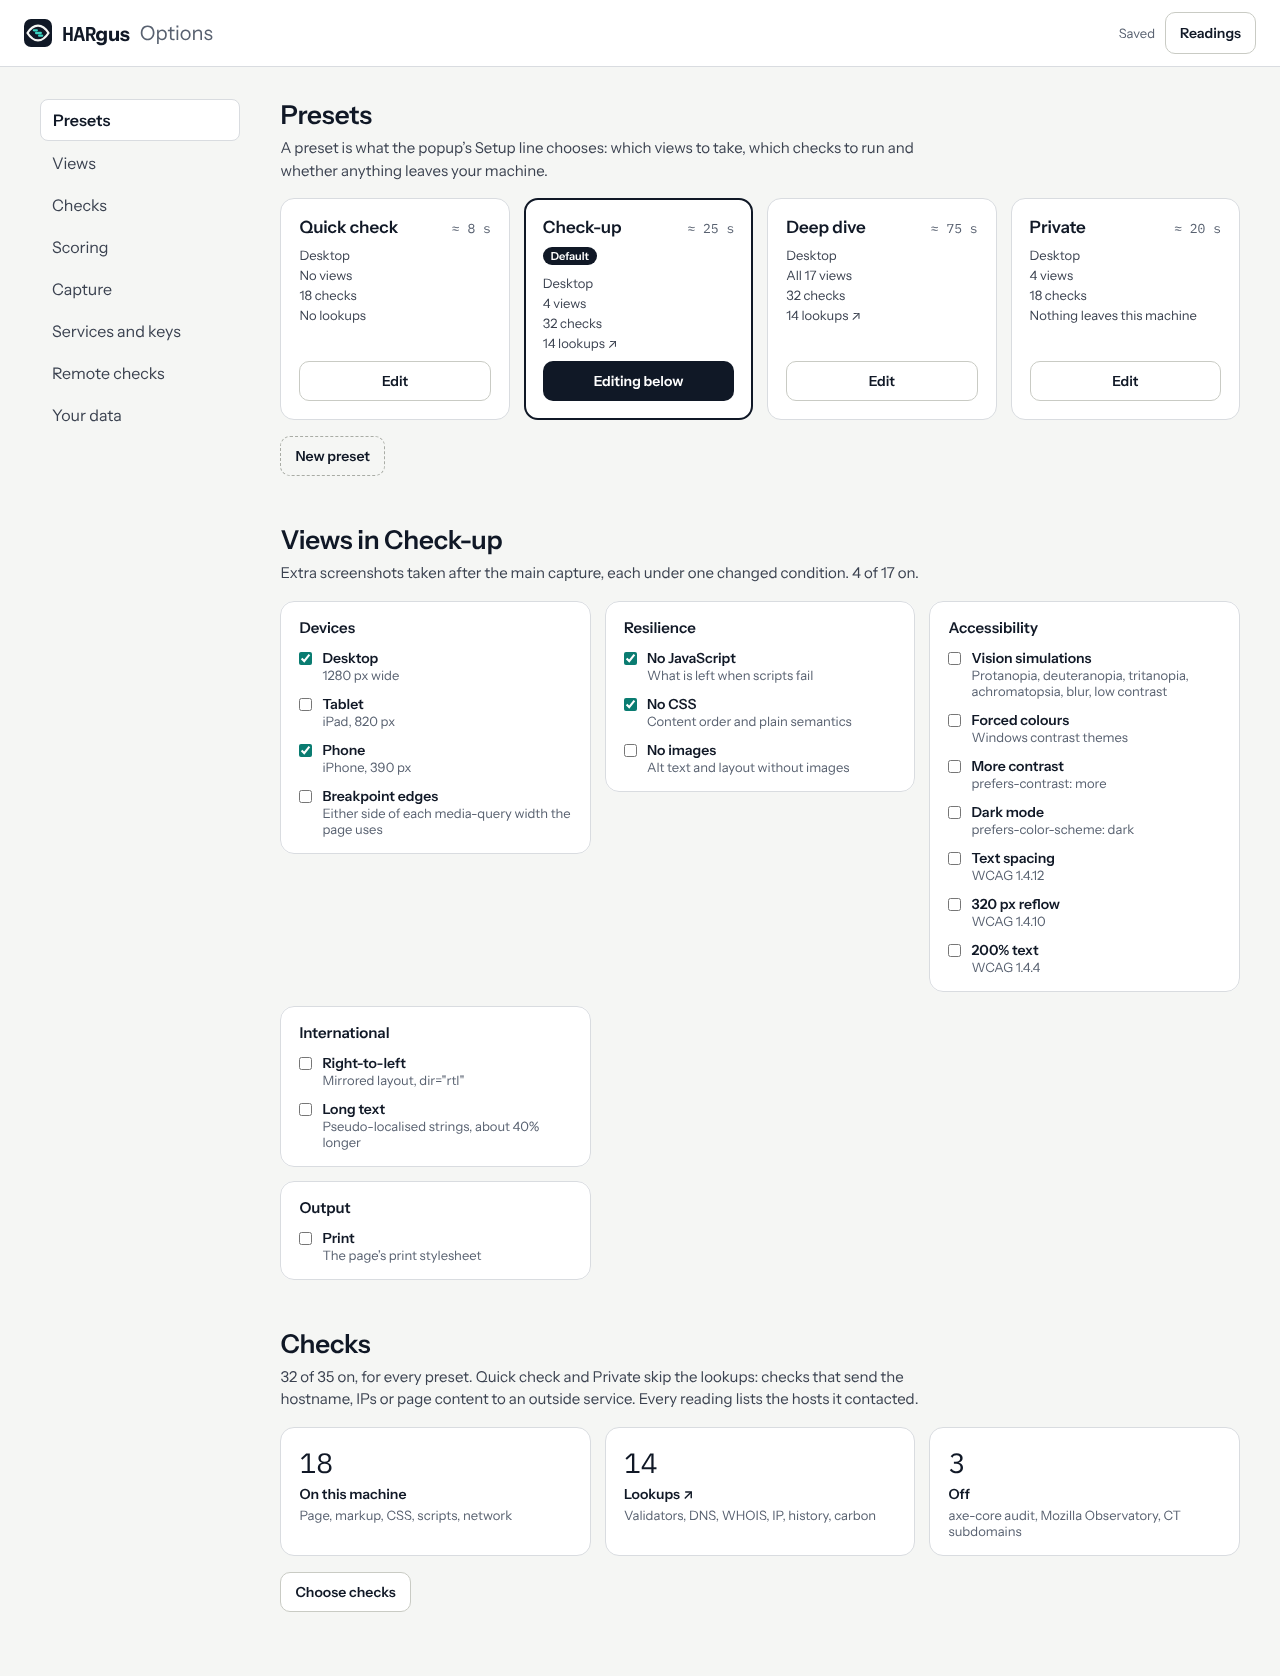 HARgus Options
Saved
Readings
Presets
Views
Checks
Scoring
Capture
Services and keys
Remote checks
Your data
Presets
A preset is what the popup's Setup line chooses: which views to take, which checks to run and
whether anything leaves your machine.
Quick check ≈ 8 s
Desktop
No views
18 checks
No lookups
Edit
Check-up ≈ 25 s
Default
Desktop
4 views
32 checks
14 lookups ↗
Editing below
Deep dive ≈ 75 s
Desktop
All 17 views
32 checks
14 lookups ↗
Edit
Private ≈ 20 s
Desktop
4 views
18 checks
Nothing leaves this machine
Edit
New preset
Views in Check-up
Extra screenshots taken after the main capture, each under one changed condition. 4 of 17 on.
Devices
Desktop
1280 px wide
Tablet
iPad, 820 px
Phone
iPhone, 390 px
Breakpoint edges
Either side of each media-query width the
page uses
Resilience
No JavaScript
What is left when scripts fail
No CSS
Content order and plain semantics
No images
Alt text and layout without images
Accessibility
Vision simulations
Protanopia, deuteranopia, tritanopia,
achromatopsia, blur, low contrast
Forced colours
Windows contrast themes
More contrast
prefers-contrast: more
Dark mode
prefers-color-scheme: dark
Text spacing
WCAG 1.4.12
320 px reflow
WCAG 1.4.10
200% text
WCAG 1.4.4
International
Right-to-left
Mirrored layout, dir="rtl"
Long text
Pseudo-localised strings, about 40%
longer
Output
Print
The page's print stylesheet
Checks
32 of 35 on, for every preset. Quick check and Private skip the lookups: checks that send the
hostname, IPs or page content to an outside service. Every reading lists the hosts it contacted.
18
On this machine
Page, markup, CSS, scripts, network
14
Lookups ↗
Validators, DNS, WHOIS, IP, history, carbon
3
Off
axe-core audit, Mozilla Observatory, CT
subdomains
Choose checks